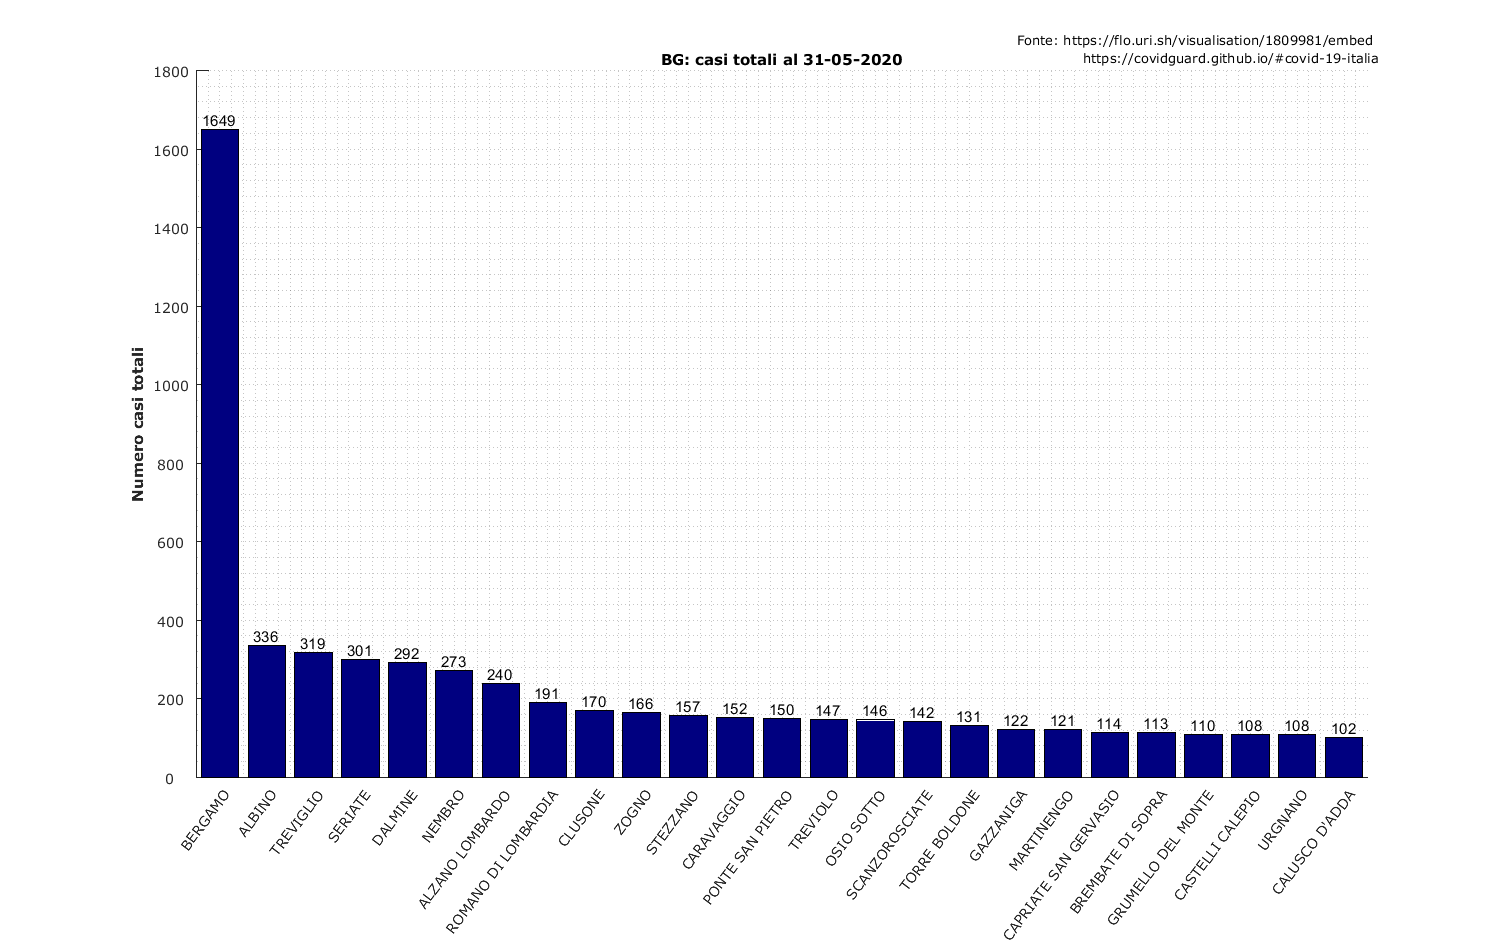 Fonte: https://flo.uri.sh/visualisation/1809981/embed
https://covidguard.github.io/#covid-19-italia
BG: casi totali al 31-05-2020
Numero casi totali
1800
1600
1400
1200
1000
800
600
400
200
0
1649
336
319
301
292
273
240
191
170
166
157
152
150
147
146
142
131
122
121
114
113
110
108
108
102
BERGAMO
ALBINO
TREVIGLIO
SERIATE
DALMINE
NEMBRO
ALZANO LOMBARDO
ROMANO DI LOMBARDIA
CLUSONE
ZOGNO
STEZZANO
CARAVAGGIO
PONTE SAN PIETRO
TREVIOLO
OSIO SOTTO
SCANZOROSCIATE
TORRE BOLDONE
GAZZANIGA
MARTINENGO
CAPRIATE SAN GERVASIO
BREMBATE DI SOPRA
GRUMELLO DEL MONTE
CASTELLI CALEPIO
URGNANO
CALUSCO D'ADDA